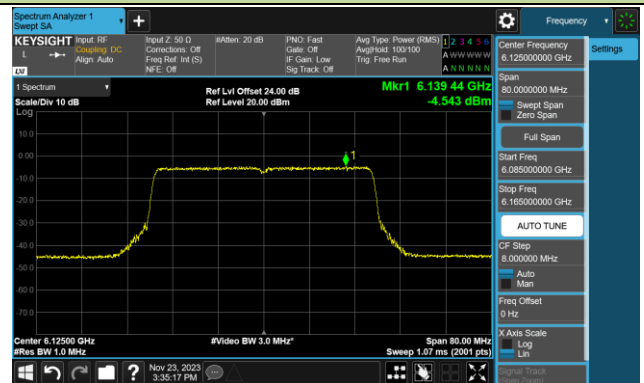 Spectrum Analyzer 1
Swept SA
Frequency
KEYSIGHT
L
LXI
Input: RF
Coupling: DC
Align: Auto
Input Z: 50 Ω
Corrections: Off
Freq Ref: Int (S)
NFE: Off
#Atten: 20 dB
PNO: Fast
Gate: Off
IF Gain: Low
Sig Track: Off
Avg Type: Power (RMS)
Avg|Hold: 100/100
Trig: Free Run
1 2 3 4 5 6
A W W W W W
A N N N N N
1 Spectrum
Scale/Div 10 dB
Log
Ref Lvl Offset 24.00 dB
Ref Level 20.00 dBm
Mkr1 6.139 44 GHz
-4.543 dBm
10.0
0.00
-10.0
-20.0
-30.0
-40.0
-50.0
-60.0
-70.0
1
Center 6.12500 GHz
#Res BW 1.0 MHz
#Video BW 3.0 MHz*
Span 80.00 MHz
Sweep 1.07 ms (2001 pts)
Nov 23, 2023
3:35:17 PM
Center Frequency
6.125000000 GHz
Span
80.0000000 MHz
Swept Span
Zero Span
Full Span
Start Freq
6.085000000 GHz
Stop Freq
6.165000000 GHz
AUTO TUNE
CF Step
8.000000 MHz
Auto
Man
Freq Offset
0 Hz
X Axis Scale
Log
Lin
Signal Track
(Span Zoom)
Settings